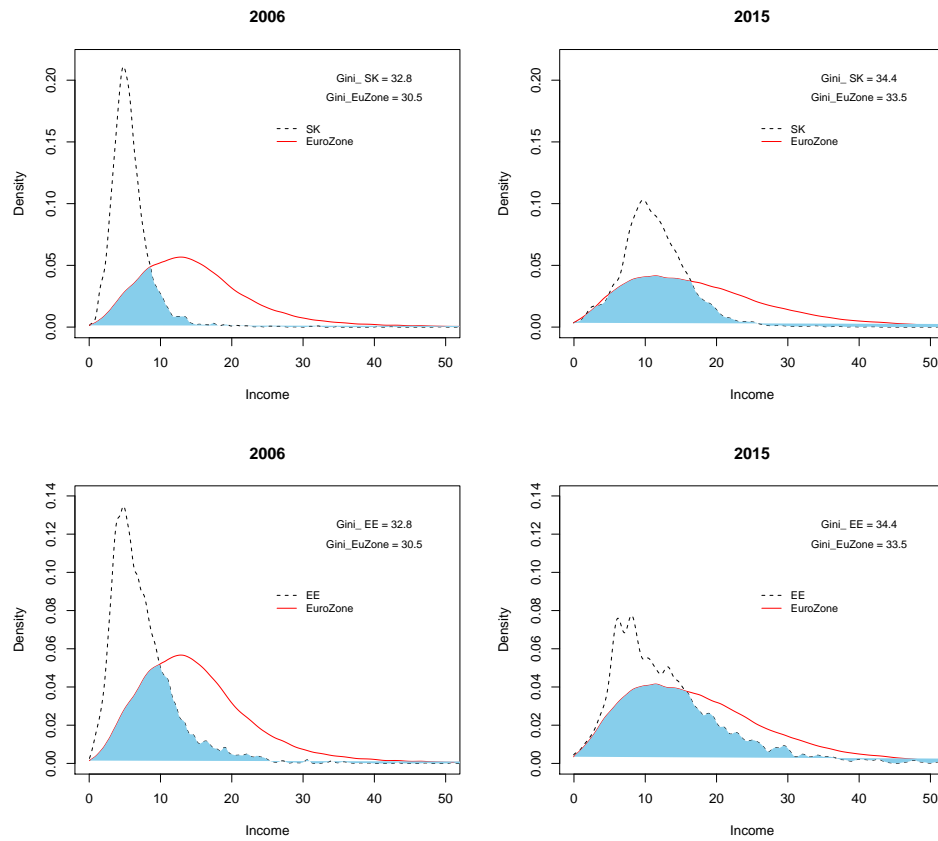 2006
Gini_ SK = 32.8
Gini_EuZone = 30.5
SK
EuroZone
Density
0.00
0.05
0.10
0.15
0.20
0 10 20 30 40 50
Income
2015
Gini_ SK = 34.4
Gini_EuZone = 33.5
SK
EuroZone
Density
0.00
0.05
0.10
0.15
0.20
0 10 20 30 40 50
Income
2006
Gini_ EE = 32.8
Gini_EuZone = 30.5
EE
EuroZone
Density
0.00
0.02
0.04
0.06
0.08
0.10
0.12
0.14
0 10 20 30 40 50
Income
2015
Gini_ EE = 34.4
Gini_EuZone = 33.5
EE
EuroZone
Density
0.00
0.02
0.04
0.06
0.08
0.10
0.12
0.14
0 10 20 30 40 50
Income